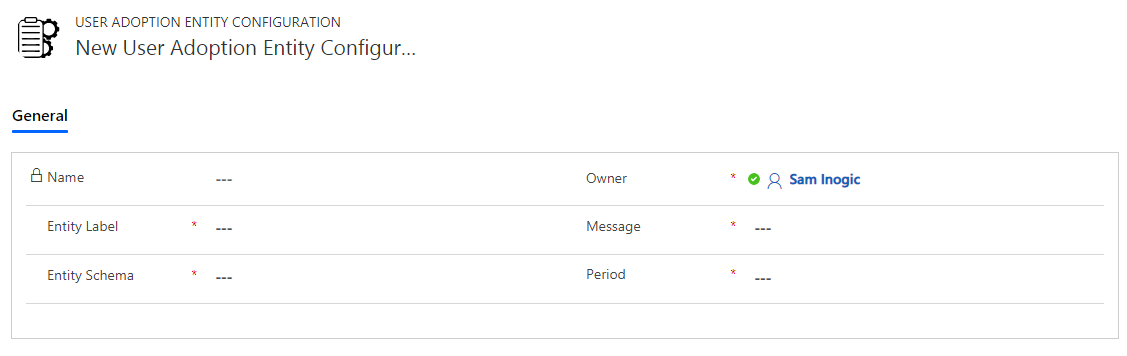 USER ADOPTION ENTITY CONFIGURATION
New User Adoption Entity Configur...
General
Name ---
Owner * Sam Inogic
Entity Label * ---
Message * ---
Entity Schema * ---
Period * ---